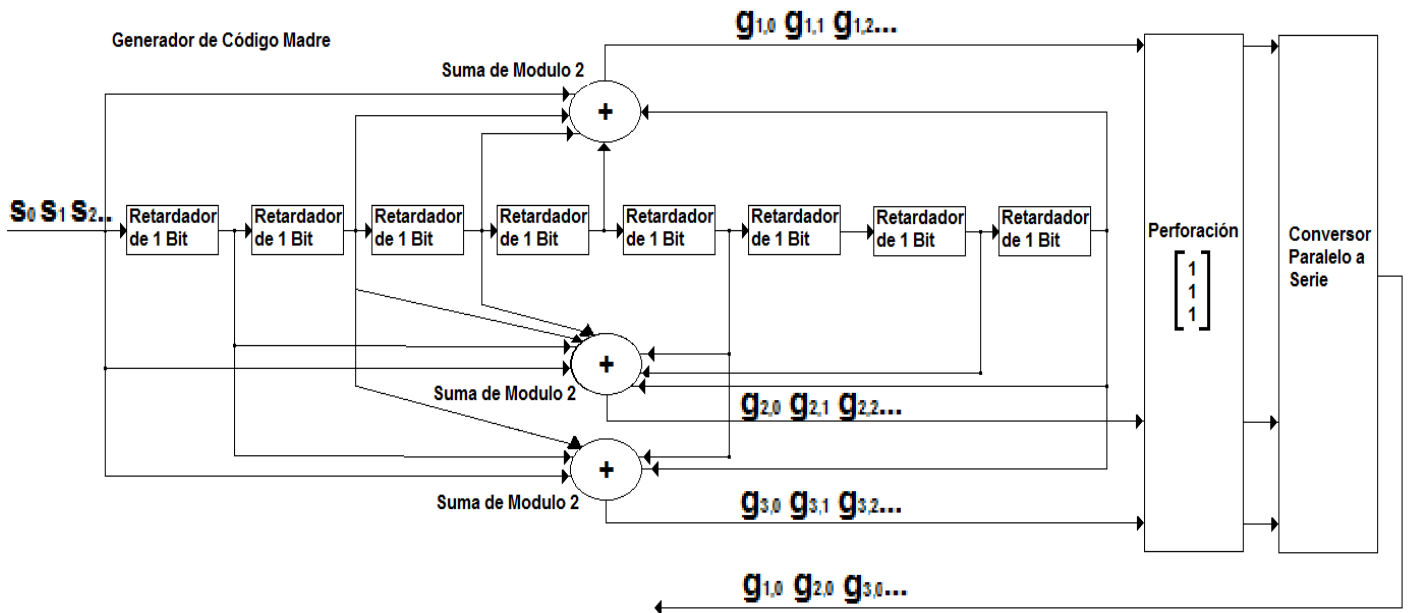 g1,0 g1,1 g1,2...
Generador de Código Madre
Suma de Modulo 2
+
S0 S1 S2..
Retardador
de 1 Bit
Retardador
de 1 Bit
Retardador
de 1 Bit
Retardador
de 1 Bit
Retardador
de 1 Bit
Retardador
de 1 Bit
Retardador
de 1 Bit
Retardador
de 1 Bit
Perforación
1
1
1
Conversor
Paralelo a
Serie
+
Suma de Modulo 2
g2,0 g2,1 g2,2...
+
Suma de Modulo 2
g3,0 g3,1 g3,2...
g1,0 g2,0 g3,0...